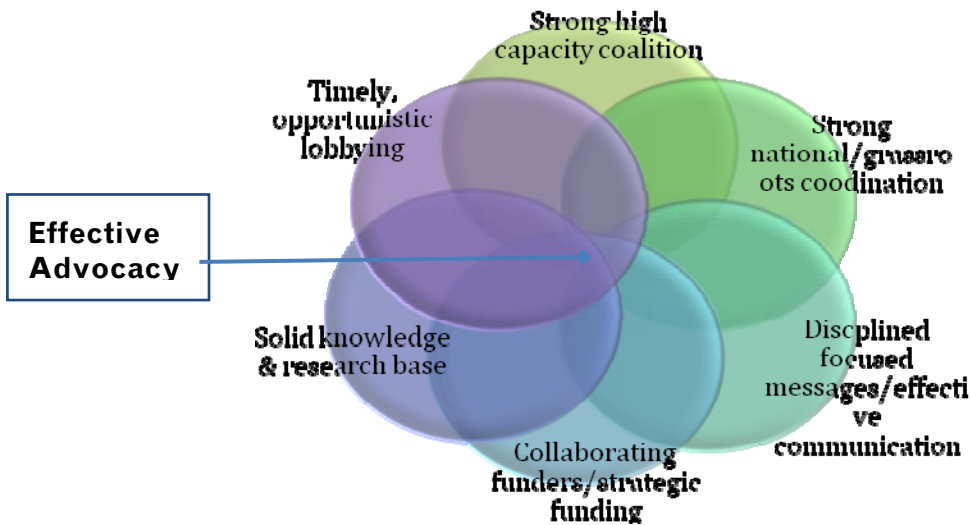 Strong high
capacity coalition
Timely,
opportunistic
lobbying
Strong
national/grassro
ots coodination
Effective
Advocacy
Solid knowledge
& research base
Discplined
focused
messages/effecti
ve
communication
Collaborating
funders/strategic
funding